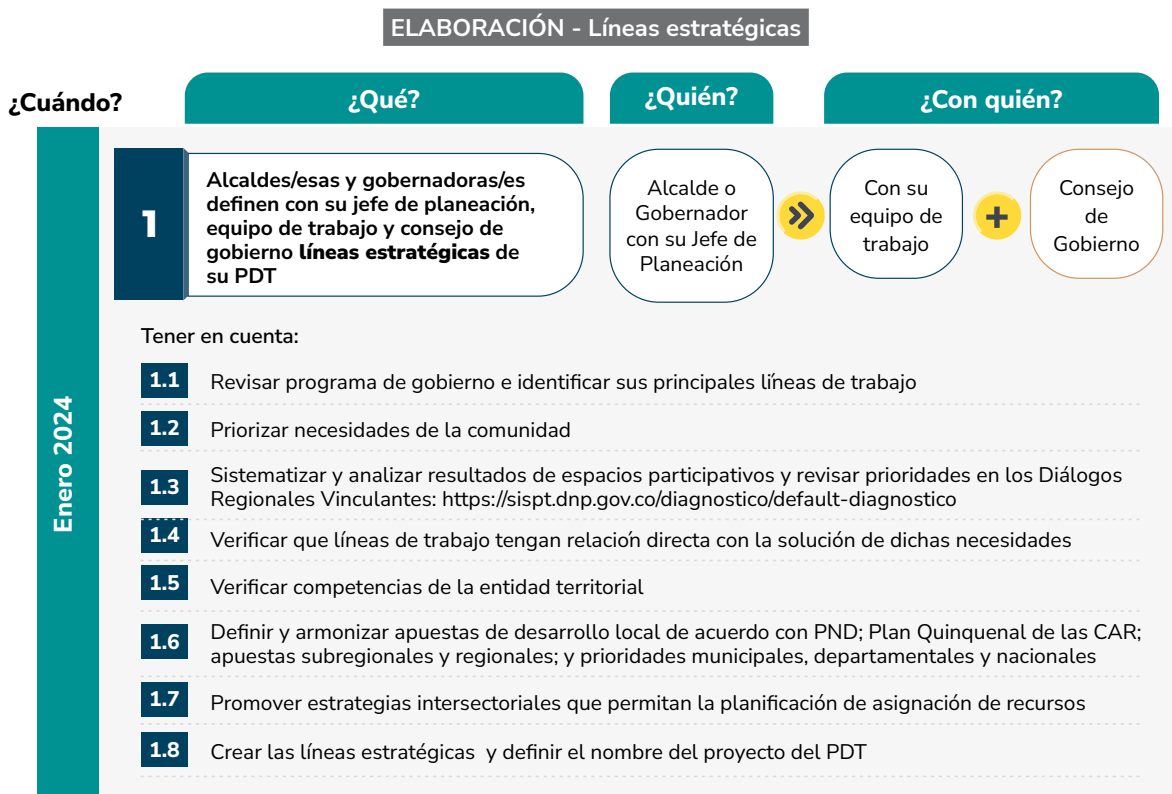 ELABORACIÓN - Líneas estratégicas
¿Cuándo?
¿Qué?
¿Quién?
¿Con quién?
Enero 2024
1
Alcaldes/esas y gobernadoras/es
definen con su jefe de planeación,
equipo de trabajo y consejo de
gobierno líneas estratégicas de
su PDT
Alcalde o
Gobernador
con su Jefe de
Planeación
Con su
equipo de
trabajo
+
Consejo
de
Gobierno
Tener en cuenta:
1.1 Revisar programa de gobierno e identificar sus principales líneas de trabajo
1.2 Priorizar necesidades de la comunidad
1.3 Sistematizar y analizar resultados de espacios participativos y revisar prioridades en los Diálogos
Regionales Vinculantes: https://sispt.dnp.gov.co/diagnostico/default-diagnostico
1.4 Verificar que líneas de trabajo tengan relación directa con la solución de dichas necesidades
1.5 Verificar competencias de la entidad territorial
1.6 Definir y armonizar apuestas de desarrollo local de acuerdo con PND; Plan Quinquenal de las CAR;
apuestas subregionales y regionales; y prioridades municipales, departamentales y nacionales
1.7 Promover estrategias intersectoriales que permitan la planificación de asignación de recursos
1.8 Crear las líneas estratégicas y definir el nombre del proyecto del PDT